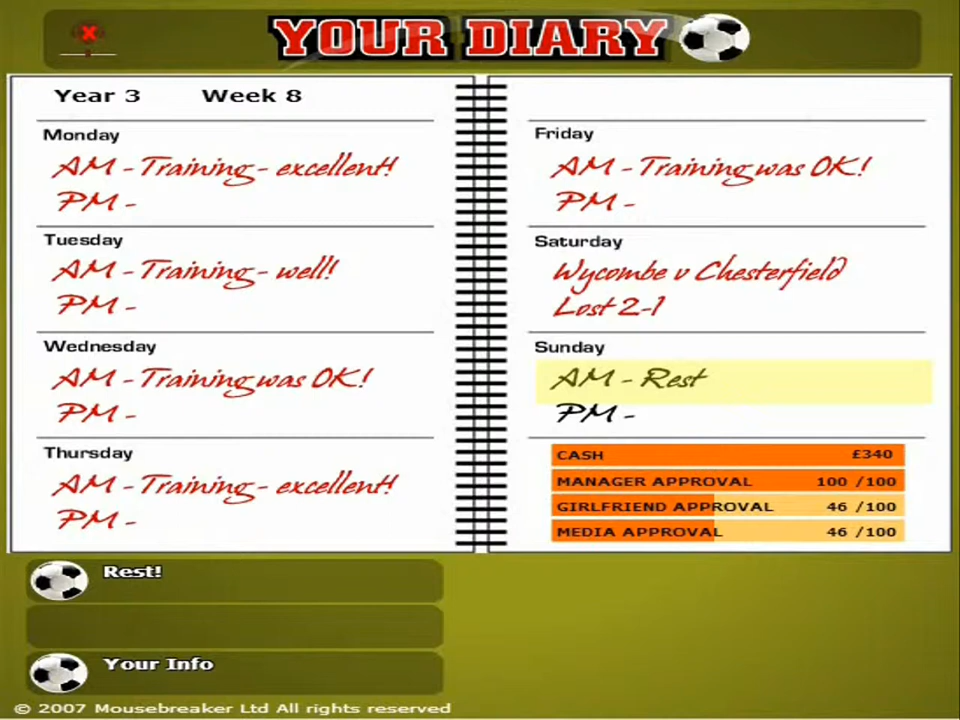 YOUR DIARY
Year 3 Week 8
Monday
AM - Training - excellent!
PM -
Tuesday
AM - Training - well!
PM -
Wednesday
AM - Training was OK!
PM -
Thursday
AM - Training - excellent!
PM -
Friday
AM - Training was OK!
PM -
Saturday
Wycombe v Chesterfield
Lost 2-1
Sunday
AM - Rest
PM -
CASH £340
MANAGER APPROVAL 100 /100
GIRLFRIEND APPROVAL 46 /100
MEDIA APPROVAL 46 /100
Rest!
Your Info
© 2007 Mousebreaker Ltd All rights reserved